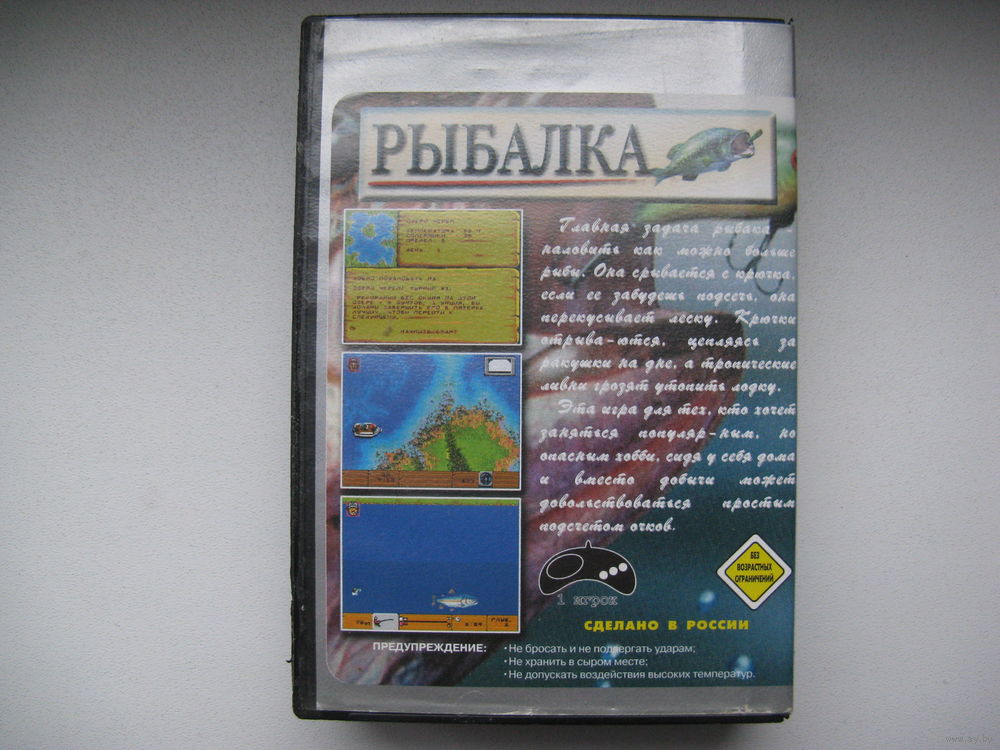 РЫБАЛКА
Главная задача рыбака
наловить как можно больше
рыбы. Она срывается с крючка,
если ее забудешь подсечь, она
перекусывает леску. Крючки
отрыва-ются, цепляясь за
ракушки на дне, а тропические
ливни грозят утопить лодку.
Эта игра для тех, кто хочет
заняться популяр-ным, но
опасным хобби, сидя у себя дома
и вместо добычи может
довольствоваться простым
подсчетом очков.
1 игрок
БЕЗ
ВОЗРАСТНЫХ
ОГРАНИЧЕНИЙ
СДЕЛАНО В РОССИИ
ПРЕДУПРЕЖДЕНИЕ:
• Не бросать и не подвергать ударам;
• Не хранить в сыром месте;
• Не допускать воздействия высоких температур.